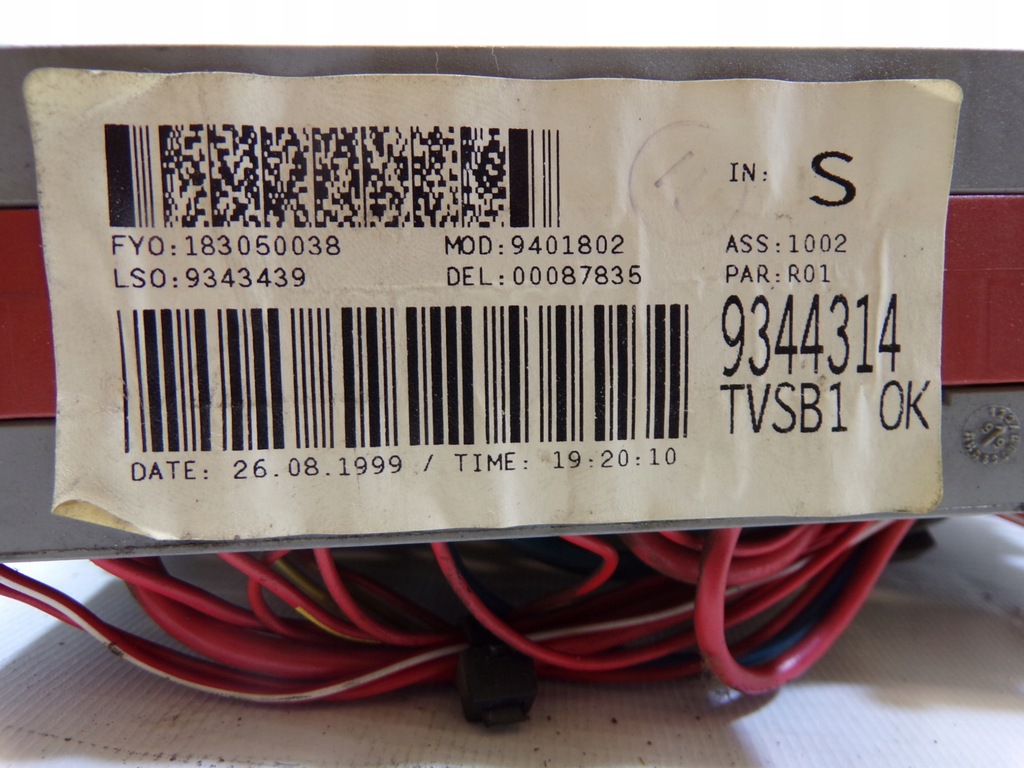 IN: S
FYO:183050038 MOD:9401802 ASS:1002
LSO:9343439 DEL:00087835 PAR:R01
9344314
TVSB1 OK
DATE: 26.08.1999 / TIME: 19:20:10